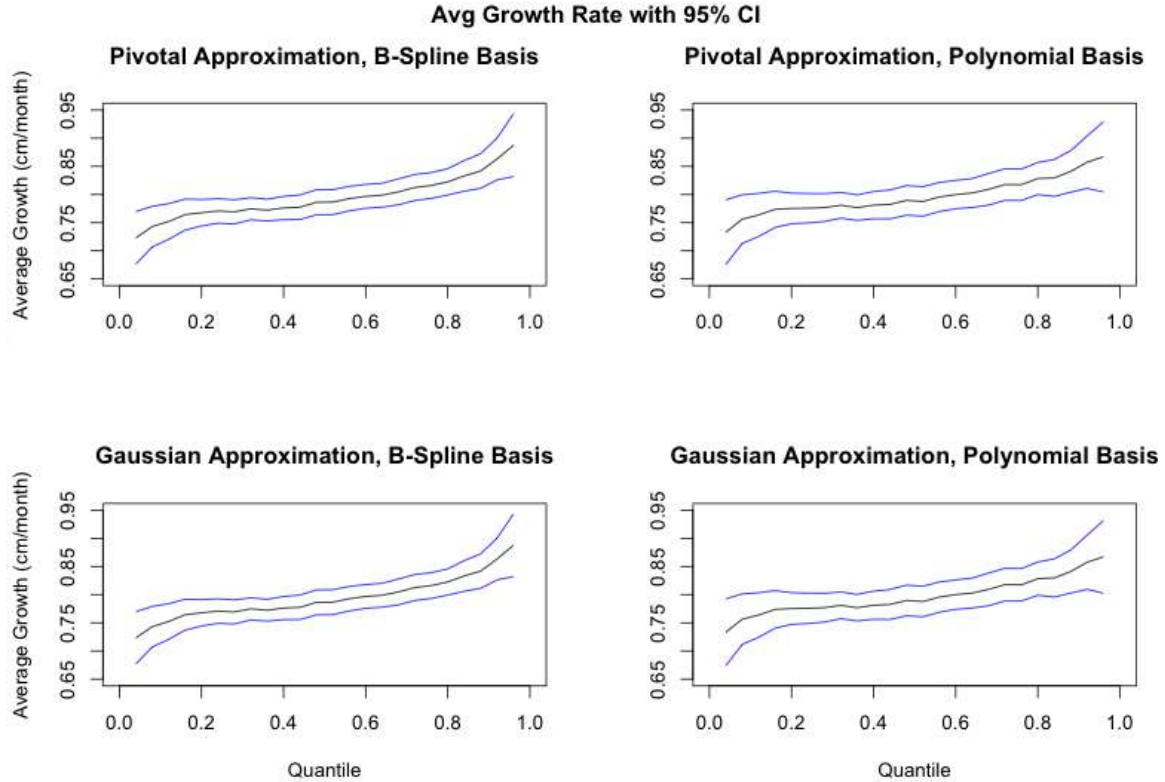 Avg Growth Rate with 95% CI
Pivotal Approximation, B-Spline Basis
Average Growth (cm/month)
0.65 0.75 0.85 0.95
0.0 0.2 0.4 0.6 0.8 1.0
Pivotal Approximation, Polynomial Basis
0.65 0.75 0.85 0.95
0.0 0.2 0.4 0.6 0.8 1.0
Gaussian Approximation, B-Spline Basis
Average Growth (cm/month)
0.65 0.75 0.85 0.95
0.0 0.2 0.4 0.6 0.8 1.0
Quantile
Gaussian Approximation, Polynomial Basis
0.65 0.75 0.85 0.95
0.0 0.2 0.4 0.6 0.8 1.0
Quantile